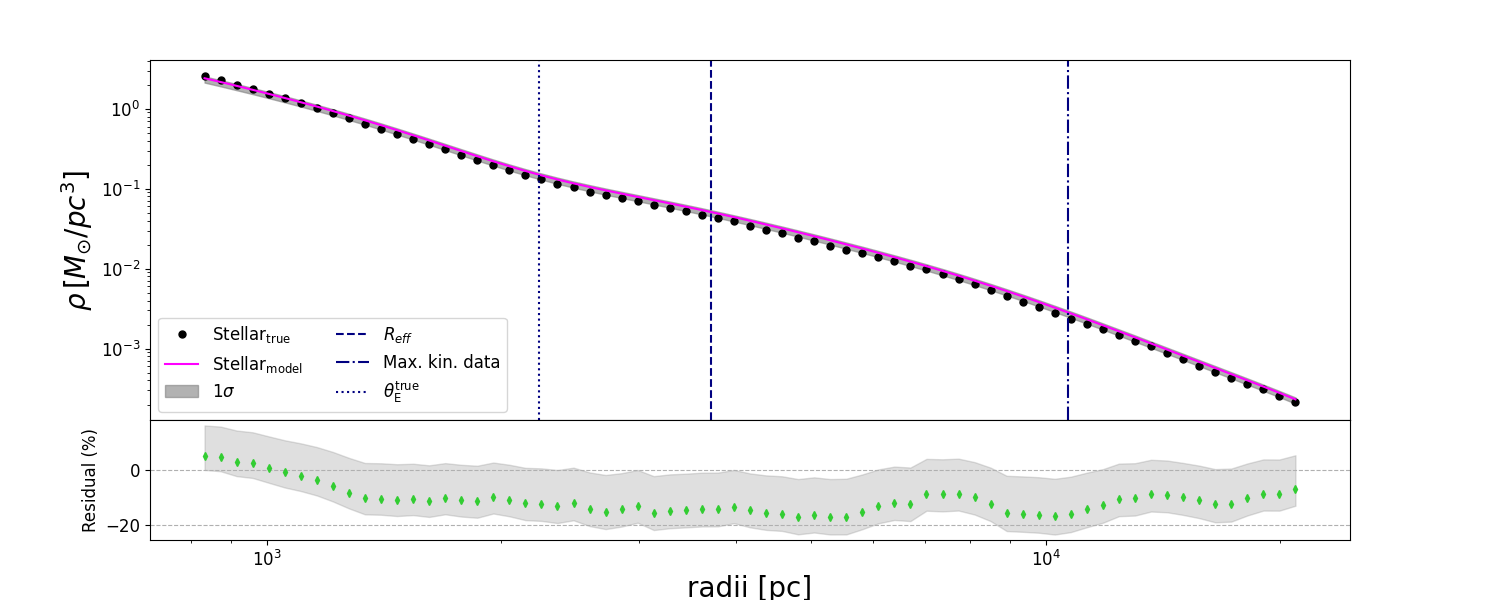 ρ [M⊙/pc³]
10⁰
10⁻¹
10⁻²
10⁻³
Stellar_true
Stellar_model
1σ
R_eff
Max. kin. data
θ_E^true
Residual (%)
0
−20
10³
10⁴
radii [pc]